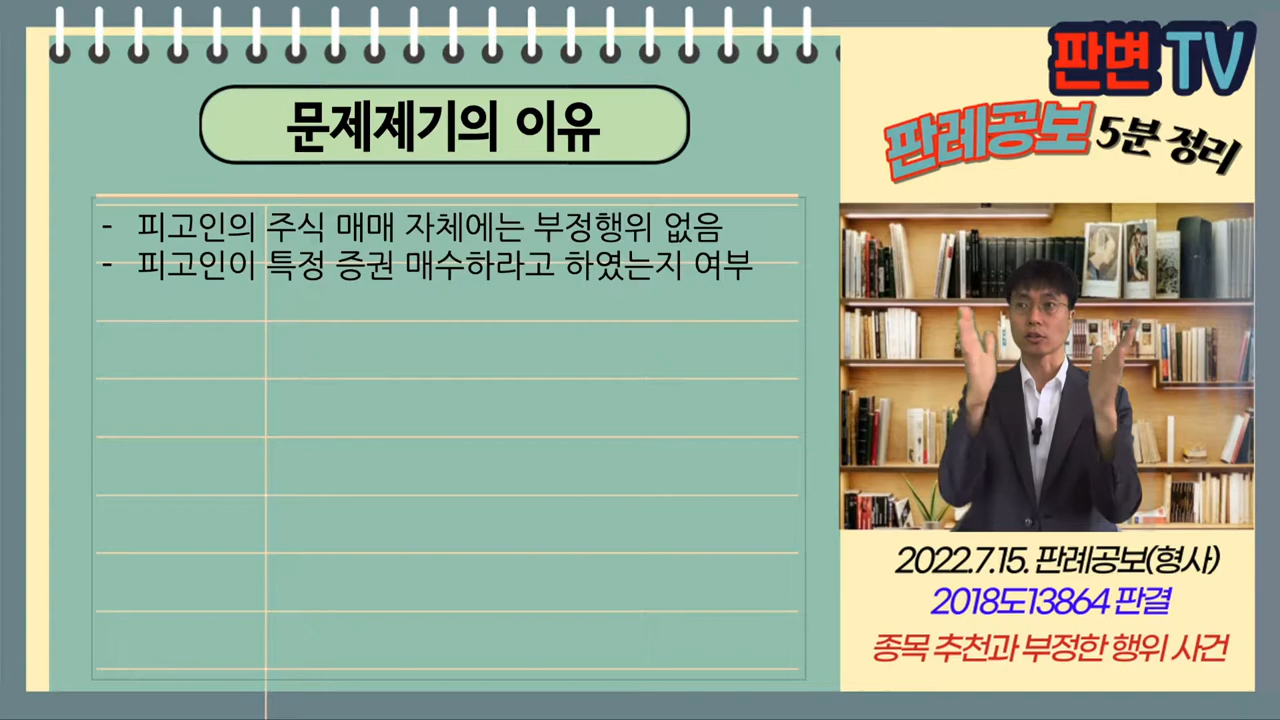 문제제기의 이유
- 피고인의 주식 매매 자체에는 부정행위 없음
- 피고인이 특정 증권 매수하라고 하였는지 여부
판변 TV
판례공보 5분 정리
2022.7.15. 판례공보(형사)
2018도13864 판결
종목 추천과 부정한 행위 사건